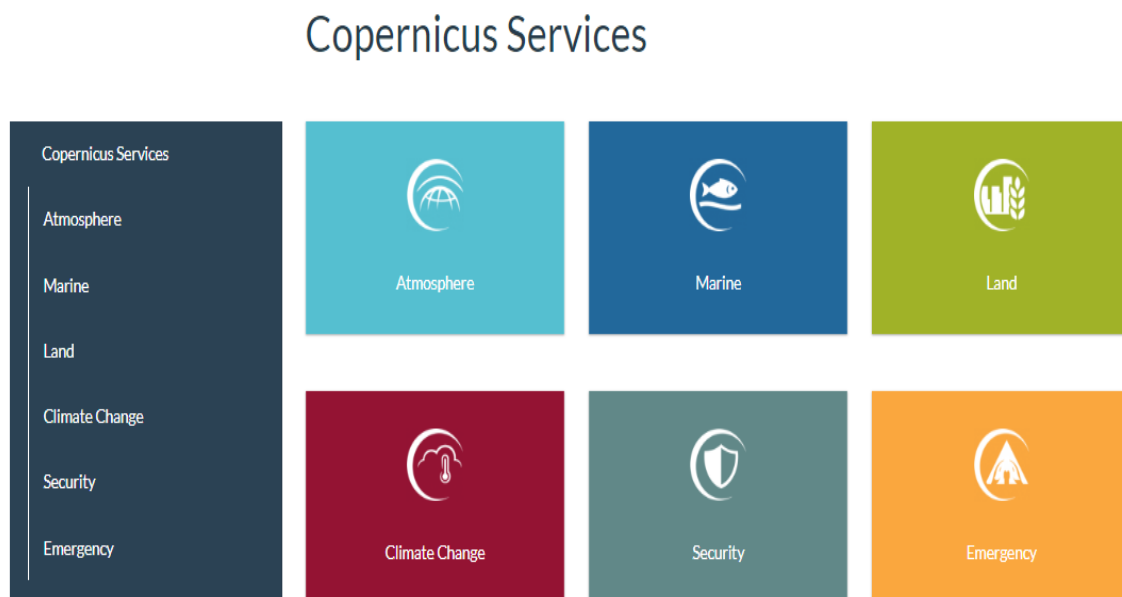 Copernicus Services
Copernicus Services
Atmosphere
Marine
Land
Climate Change
Security
Emergency
Atmosphere
Marine
Land
Climate Change
Security
Emergency